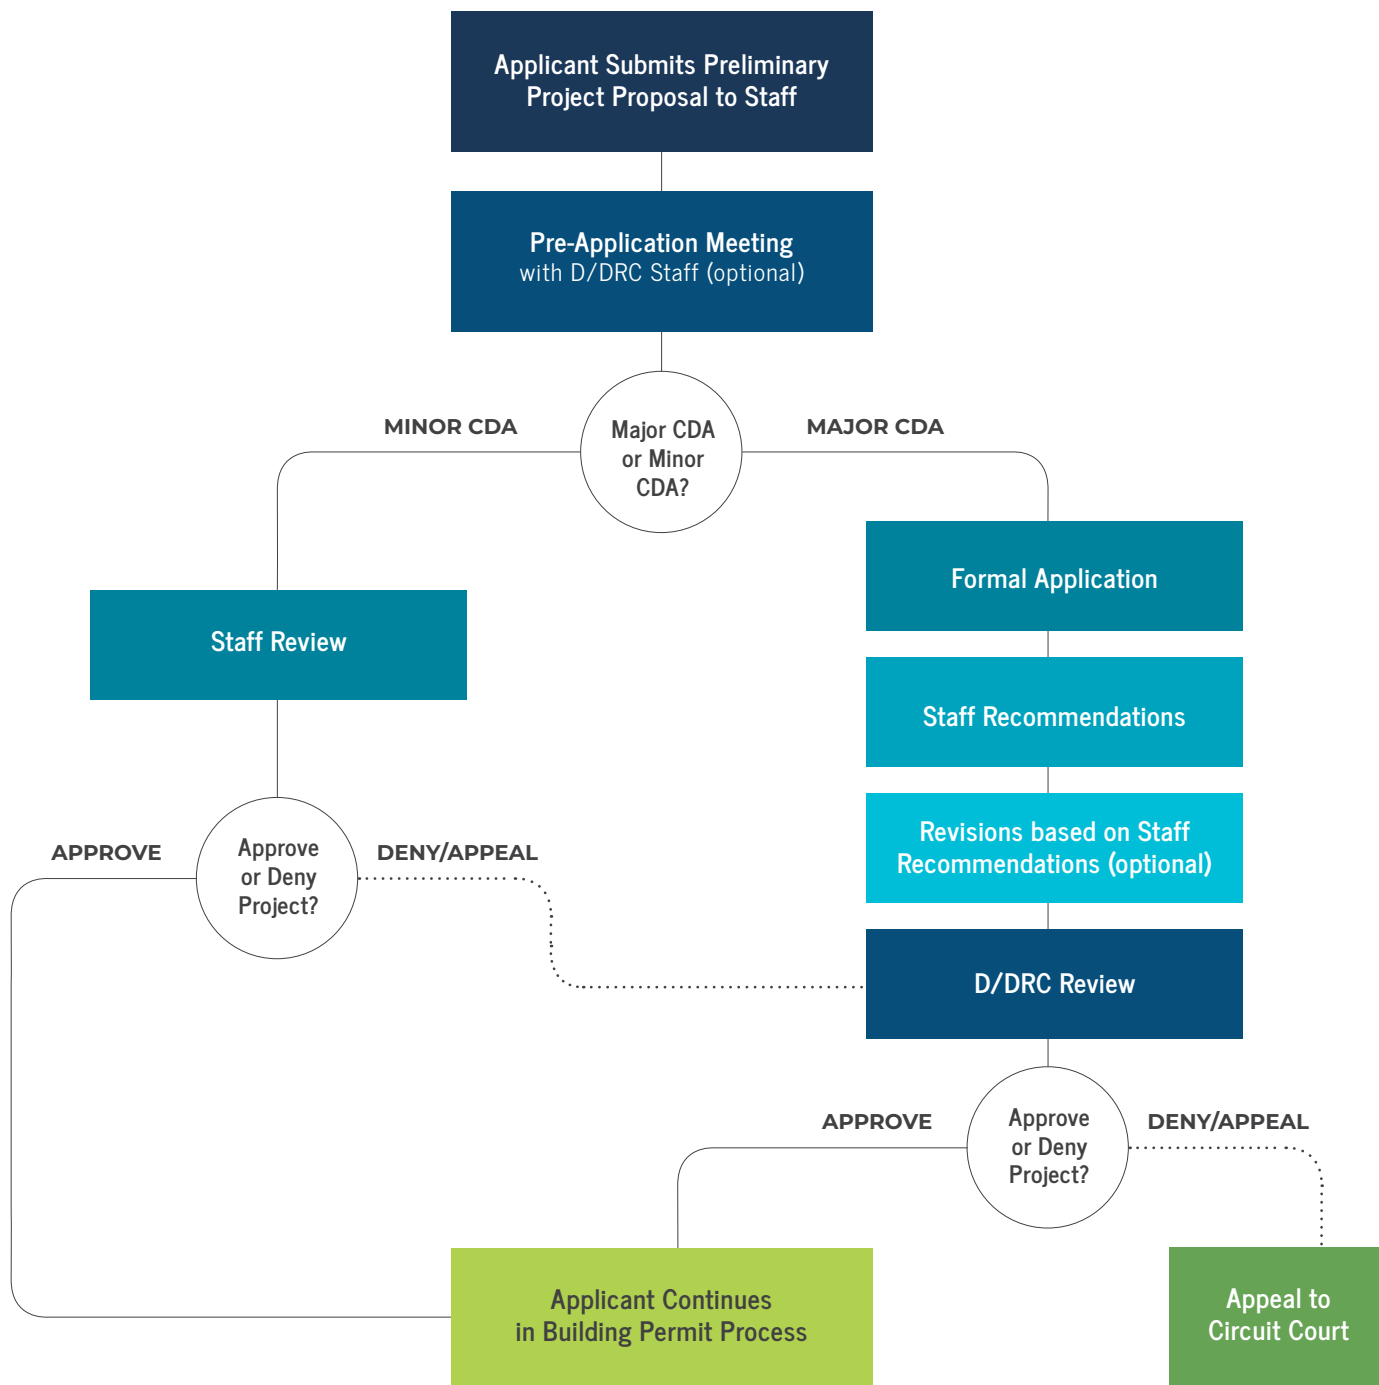 Applicant Submits Preliminary
Project Proposal to Staff
Pre-Application Meeting
with D/DRC Staff (optional)
MINOR CDA
Major CDA
or Minor
CDA?
MAJOR CDA
Formal Application
Staff Review
Staff Recommendations
Revisions based on Staff
Recommendations (optional)
APPROVE
Approve
or Deny
Project?
DENY/APPEAL
D/DRC Review
APPROVE
Approve
or Deny
Project?
DENY/APPEAL
Applicant Continues
in Building Permit Process
Appeal to
Circuit Court